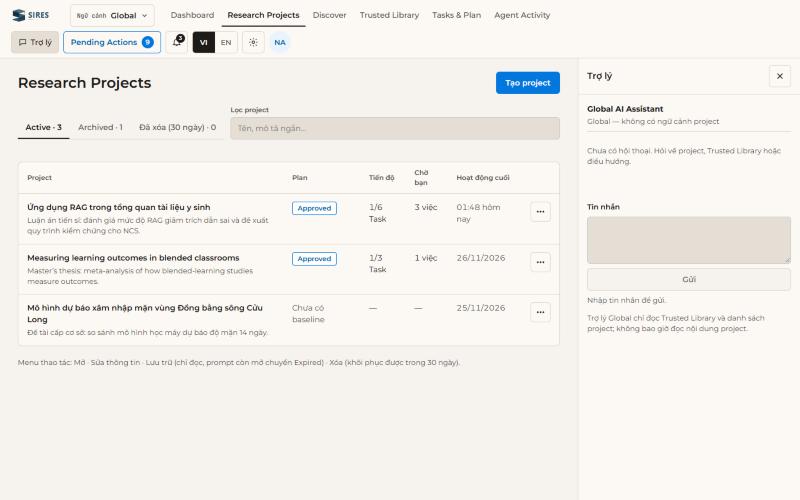 SIRES
Ngữ cảnh Global
Dashboard
Research Projects
Discover
Trusted Library
Tasks & Plan
Agent Activity
Trợ lý
Pending Actions 9
3
VI
EN
NA
Research Projects
Tạo project
Active · 3
Archived · 1
Đã xóa (30 ngày) · 0
Lọc project
Tên, mô tả ngắn...
Project
Plan
Tiến độ
Chờ bạn
Hoạt động cuối
Ứng dụng RAG trong tổng quan tài liệu y sinh
Luận án tiến sĩ: đánh giá mức độ RAG giảm trích dẫn sai và đề xuất
quy trình kiểm chứng cho NCS.
Approved
1/6
Task
3 việc
01:48 hôm
nay
Measuring learning outcomes in blended classrooms
Master's thesis: meta-analysis of how blended-learning studies
measure outcomes.
Approved
1/3
Task
1 việc
26/11/2026
Mô hình dự báo xâm nhập mặn vùng Đồng bằng sông Cửu
Long
Đề tài cấp cơ sở: so sánh mô hình học máy dự báo độ mặn 14 ngày.
Chưa có
baseline
—
—
25/11/2026
Menu thao tác: Mở · Sửa thông tin · Lưu trữ (chỉ đọc, prompt còn mở chuyển Expired) · Xóa (khôi phục được trong 30 ngày).
Trợ lý
Global AI Assistant
Global — không có ngữ cảnh project
Chưa có hội thoại. Hỏi về project, Trusted Library hoặc
điều hướng.
Tin nhắn
Gửi
Nhập tin nhắn để gửi.
Trợ lý Global chỉ đọc Trusted Library và danh sách
project; không bao giờ đọc nội dung project.